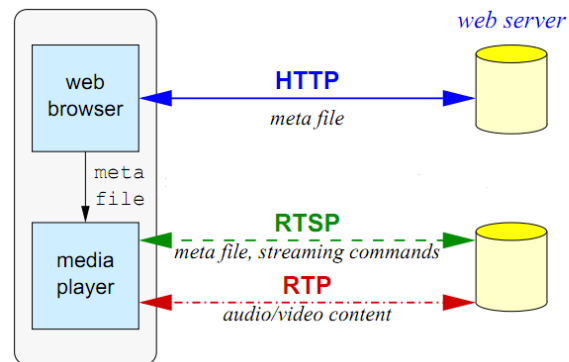 web server
web
browser
HTTP
meta file
meta
file
media
player
RTSP
meta file, streaming commands
RTP
audio/video content